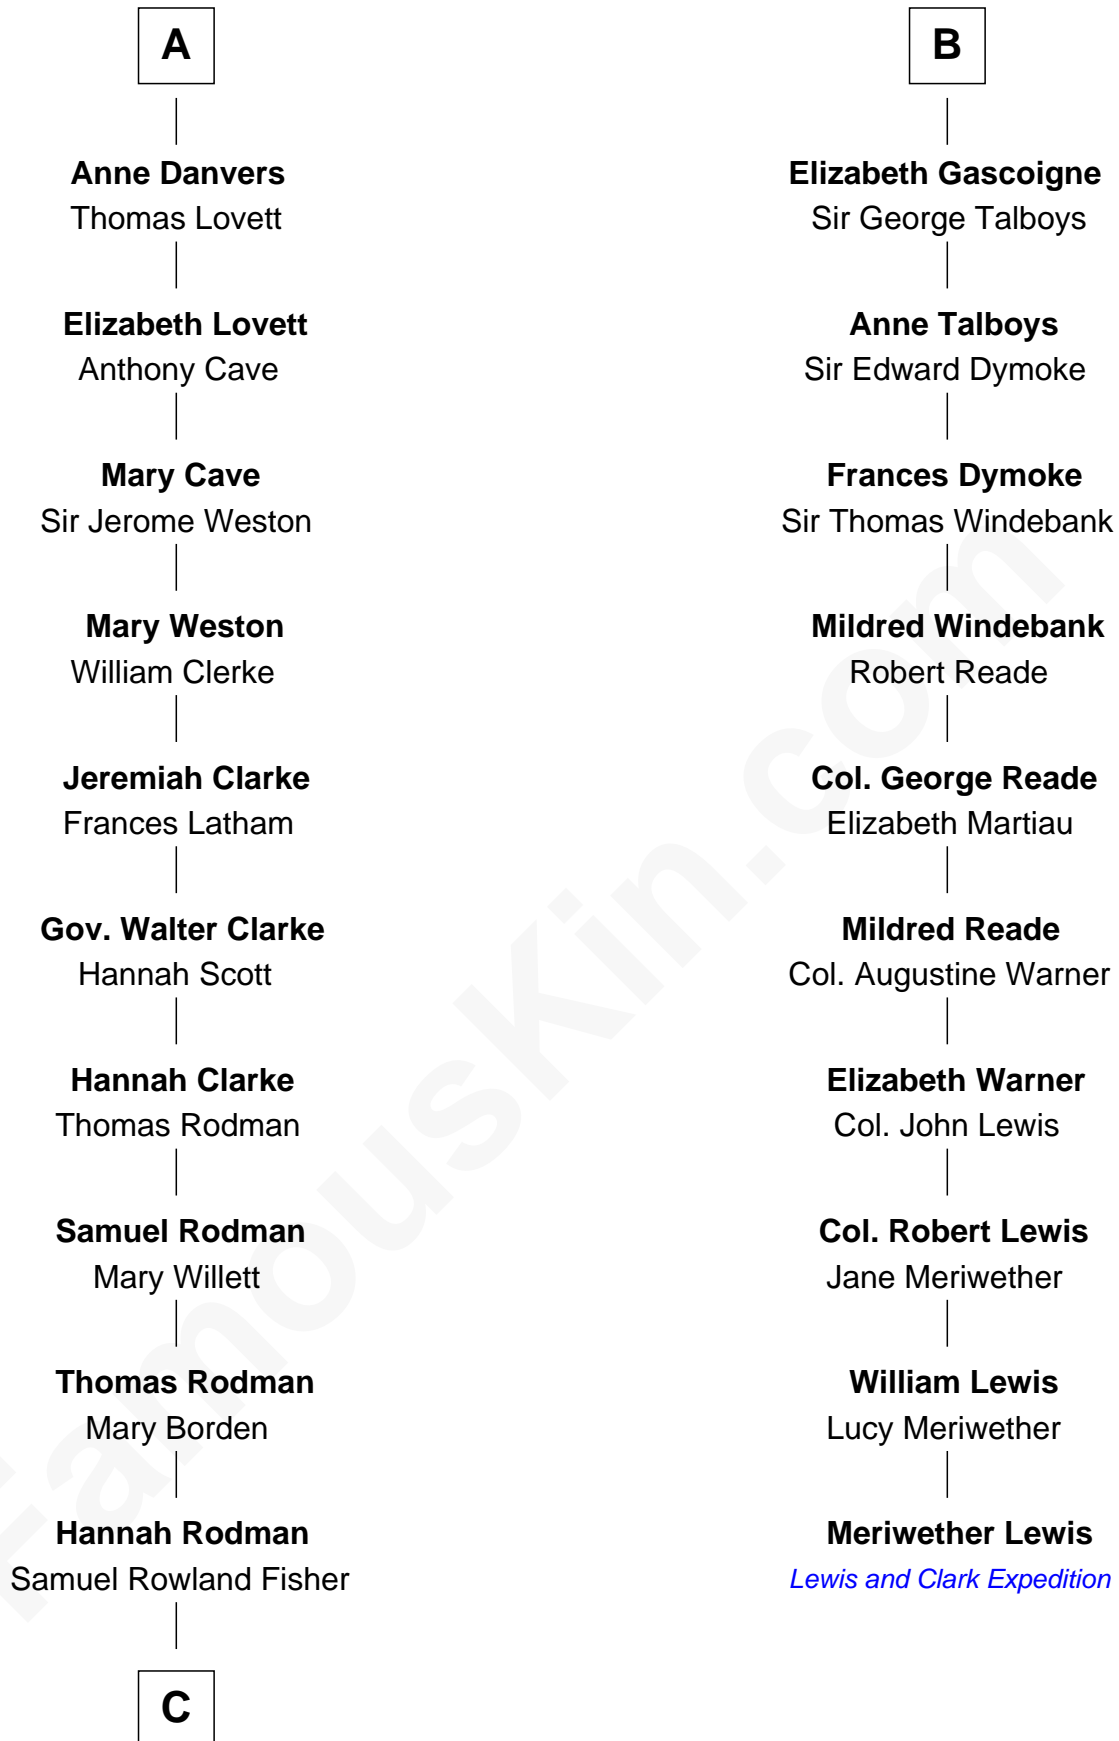 A
Anne Danvers
Thomas Lovett
Elizabeth Lovett
Anthony Cave
Mary Cave
Sir Jerome Weston
Mary Weston
William Clerke
Jeremiah Clarke
Frances Latham
Gov. Walter Clarke
Hannah Scott
Hannah Clarke
Thomas Rodman
Samuel Rodman
Mary Willett
Thomas Rodman
Mary Borden
Hannah Rodman
Samuel Rowland Fisher
C
B
Elizabeth Gascoigne
Sir George Talboys
Anne Talboys
Sir Edward Dymoke
Frances Dymoke
Sir Thomas Windebank
Mildred Windebank
Robert Reade
Col. George Reade
Elizabeth Martiau
Mildred Reade
Col. Augustine Warner
Elizabeth Warner
Col. John Lewis
Col. Robert Lewis
Jane Meriwether
William Lewis
Lucy Meriwether
Meriwether Lewis
Lewis and Clark Expedition
FamousKin.com